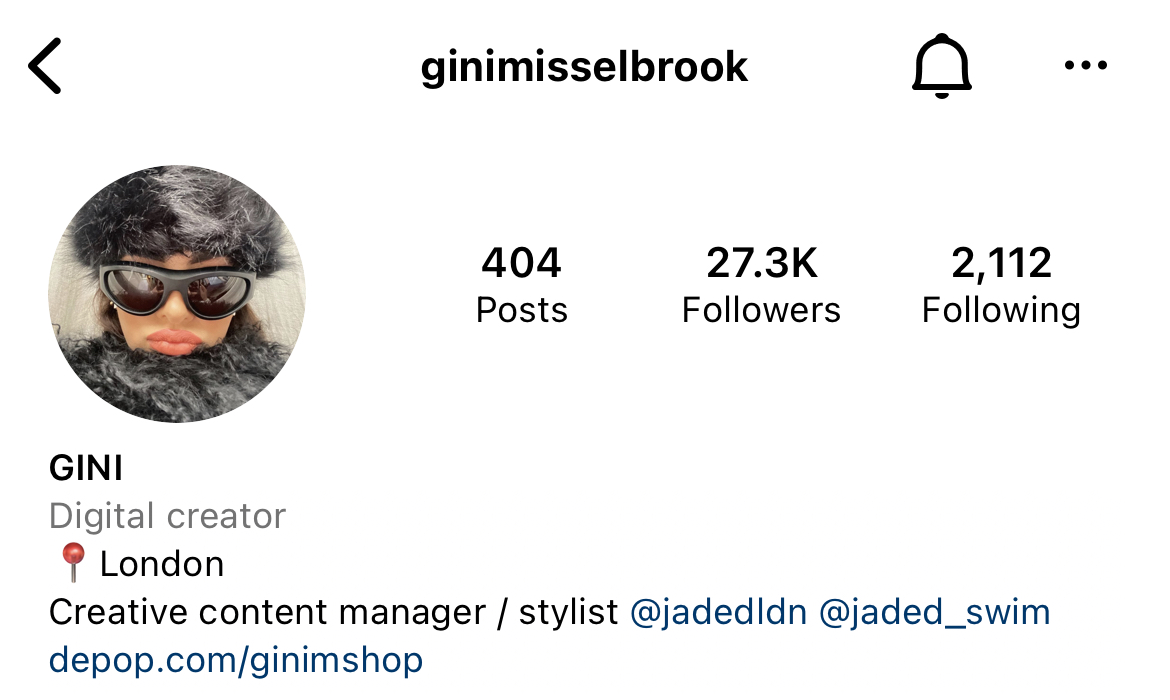 ginimisselbrook
404 27.3K 2,112
Posts Followers Following
GINI
Digital creator
📍London
Creative content manager / stylist @jadedldn @jaded_swim
depop.com/ginimshop